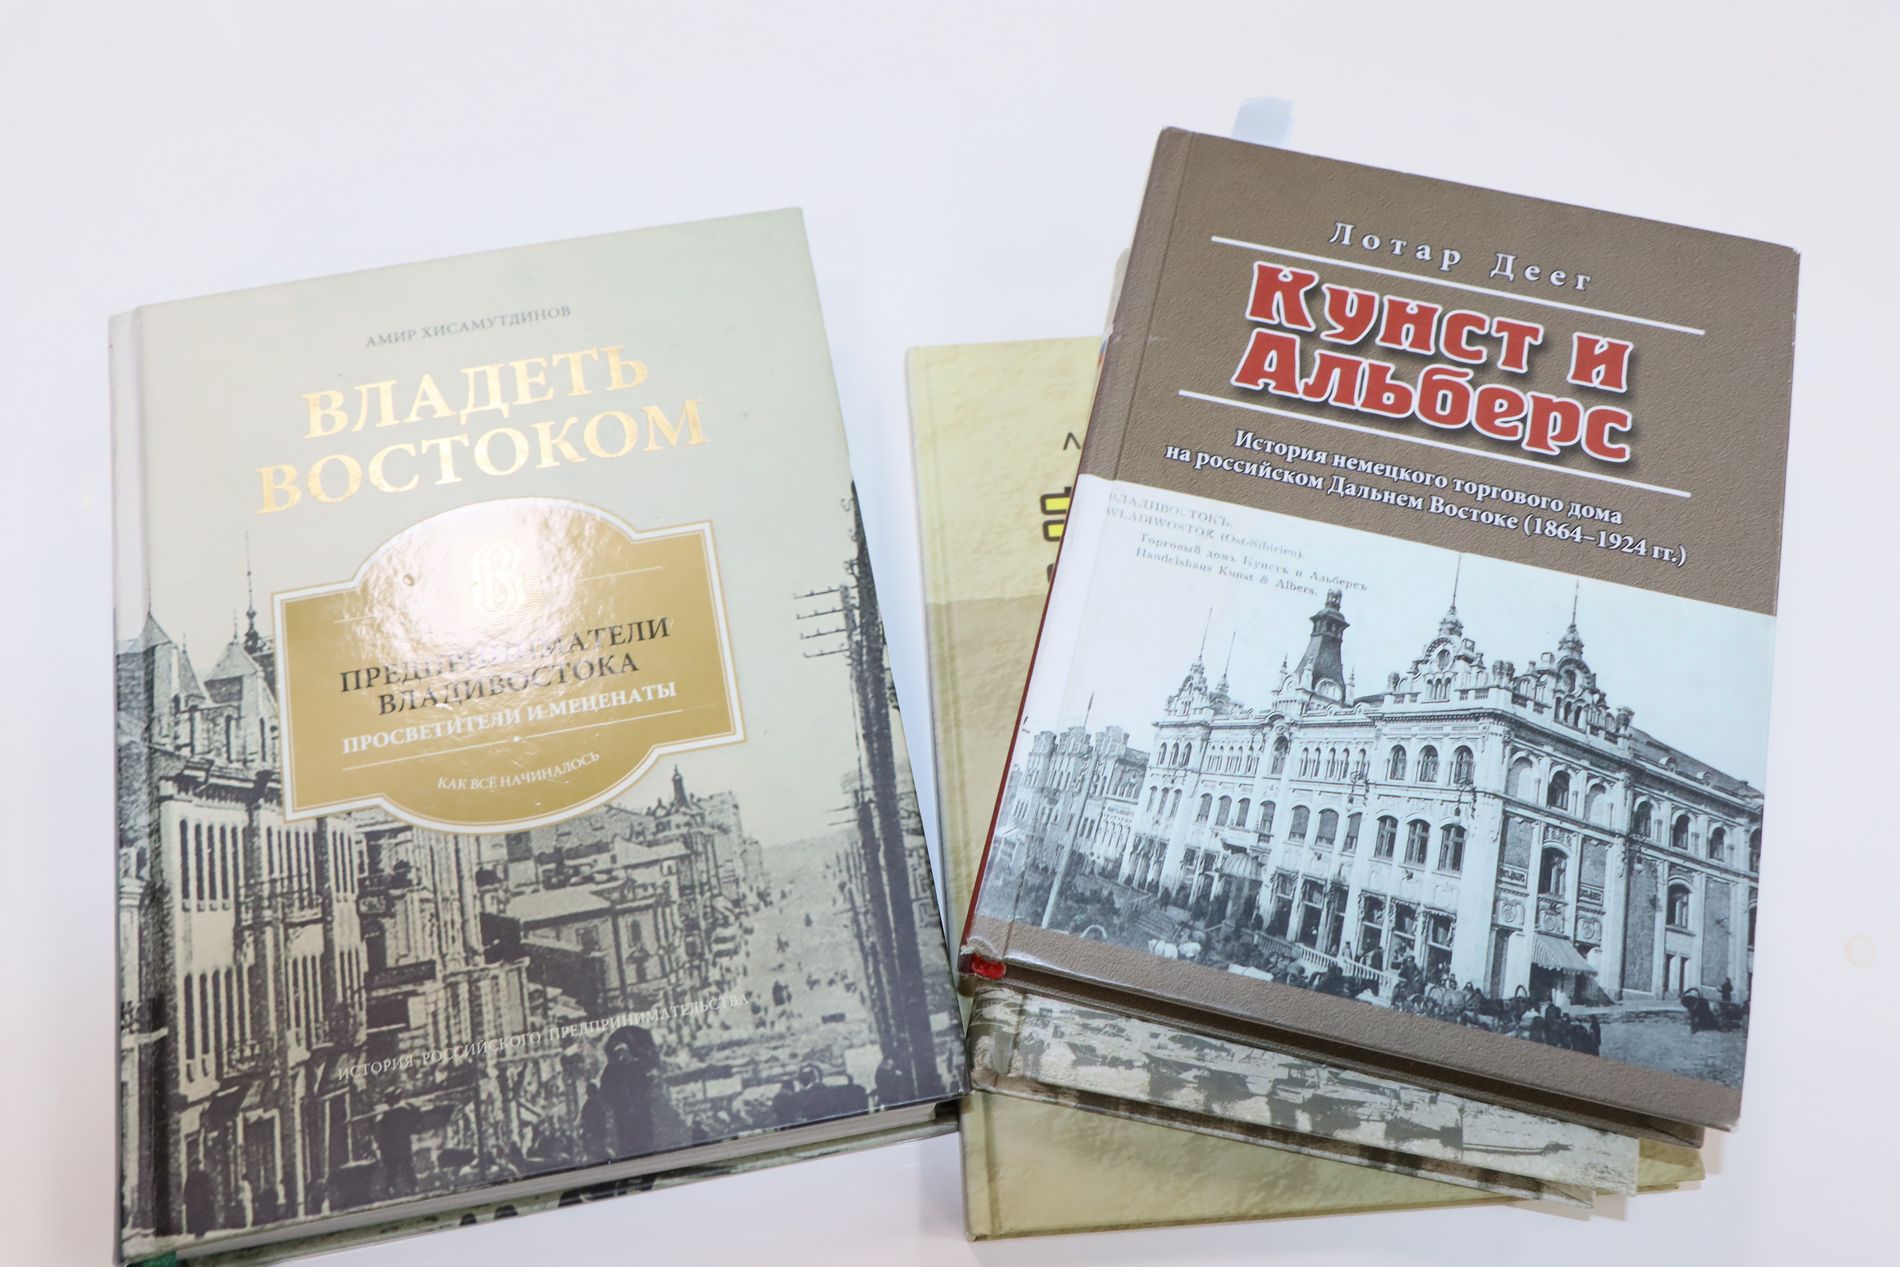 АМИР ХИСАМУТДИНОВ
ВЛАДЕТЬ
ВОСТОКОМ
ПРЕДПРИНИМАТЕЛИ
ВЛАДИВОСТОКА
ПРОСВЕТИТЕЛИ И МЕЦЕНАТЫ
КАК ВСЁ НАЧИНАЛОСЬ
ИСТОРИЯ РОССИЙСКОГО ПРЕДПРИНИМАТЕЛЬСТВА
Лотар Деег
Кунст и
Альберс
История немецкого торгового дома
на российском Дальнем Востоке (1864–1924 гг.)
ВЛАДИВОСТОКЪ.
WLADIWOSTOK (Ost-Sibirien).
Торговый домъ Кунстъ и Альберсъ
Handelshaus Kunst & Albers.